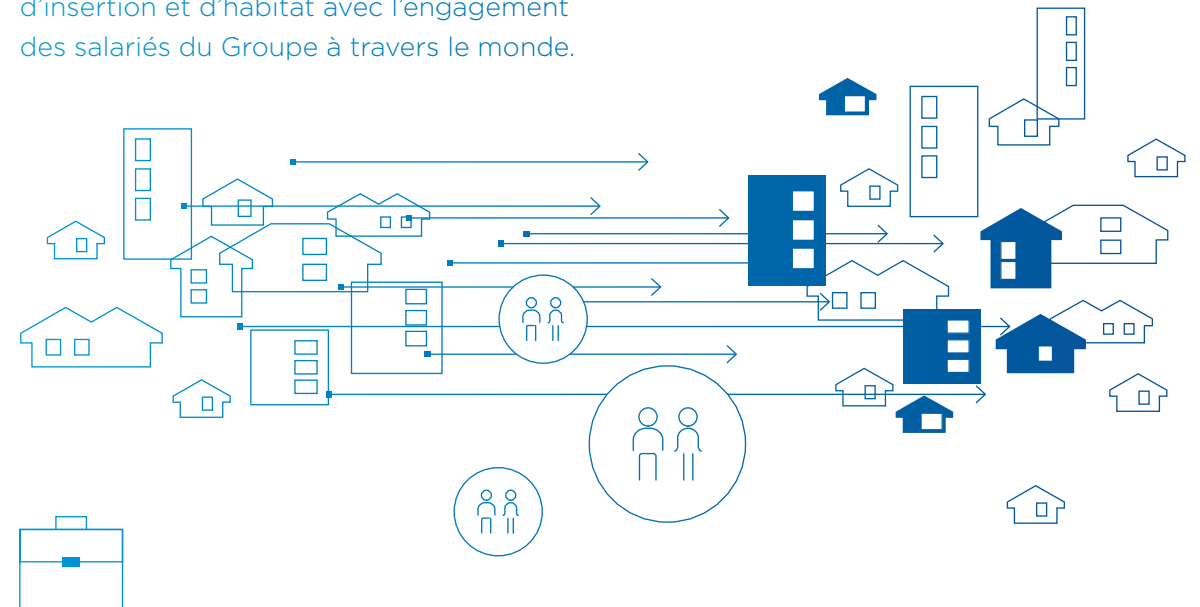 d'insertion et d'habitat avec l'engagement
des salariés du Groupe à travers le monde.